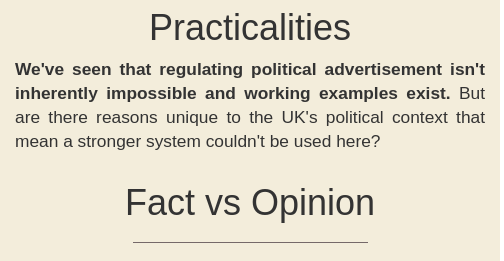 Practicalities
We've seen that regulating political advertisement isn't
inherently impossible and working examples exist. But
are there reasons unique to the UK's political context that
mean a stronger system couldn't be used here?
Fact vs Opinion